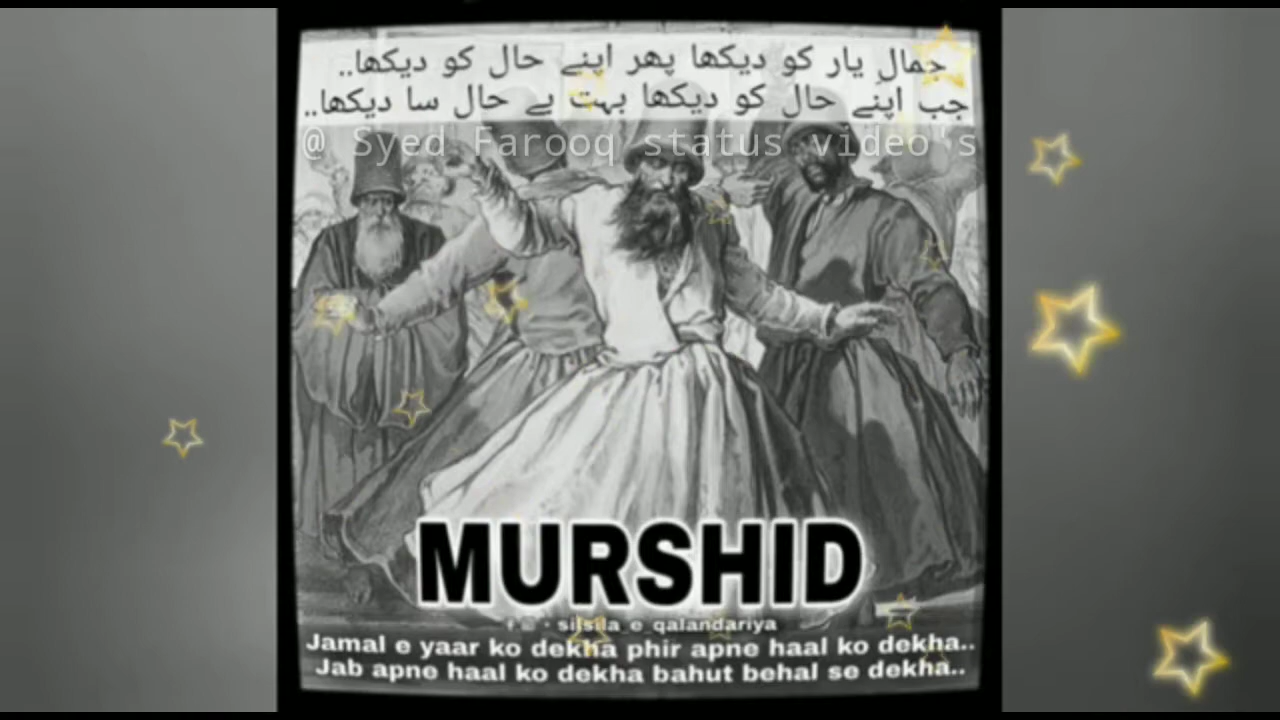 جمالِ یار کو دیکھا پھر اپنے حال کو دیکھا..
جب اپنے حال کو دیکھا بہت بے حال سا دیکھا..
@ Syed Farooq status video's
MURSHID
silsila_e_qalandariya
Jamal e yaar ko dekha phir apne haal ko dekha..
Jab apne haal ko dekha bahut behal se dekha..